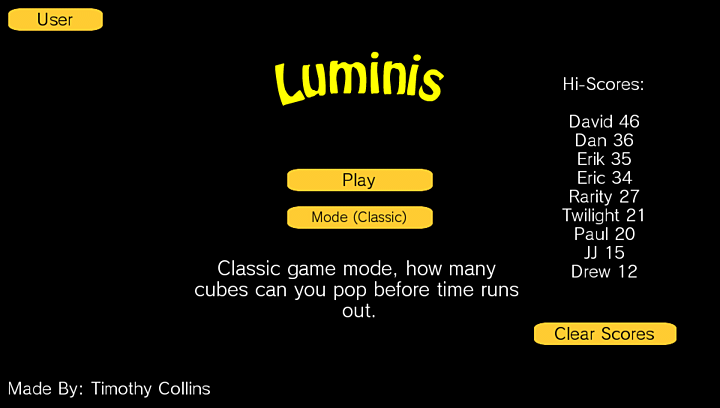 User
Luminis
Hi-Scores:
David 46
Dan 36
Erik 35
Eric 34
Rarity 27
Twilight 21
Paul 20
JJ 15
Drew 12
Play
Mode (Classic)
Classic game mode, how many
cubes can you pop before time runs
out.
Clear Scores
Made By: Timothy Collins